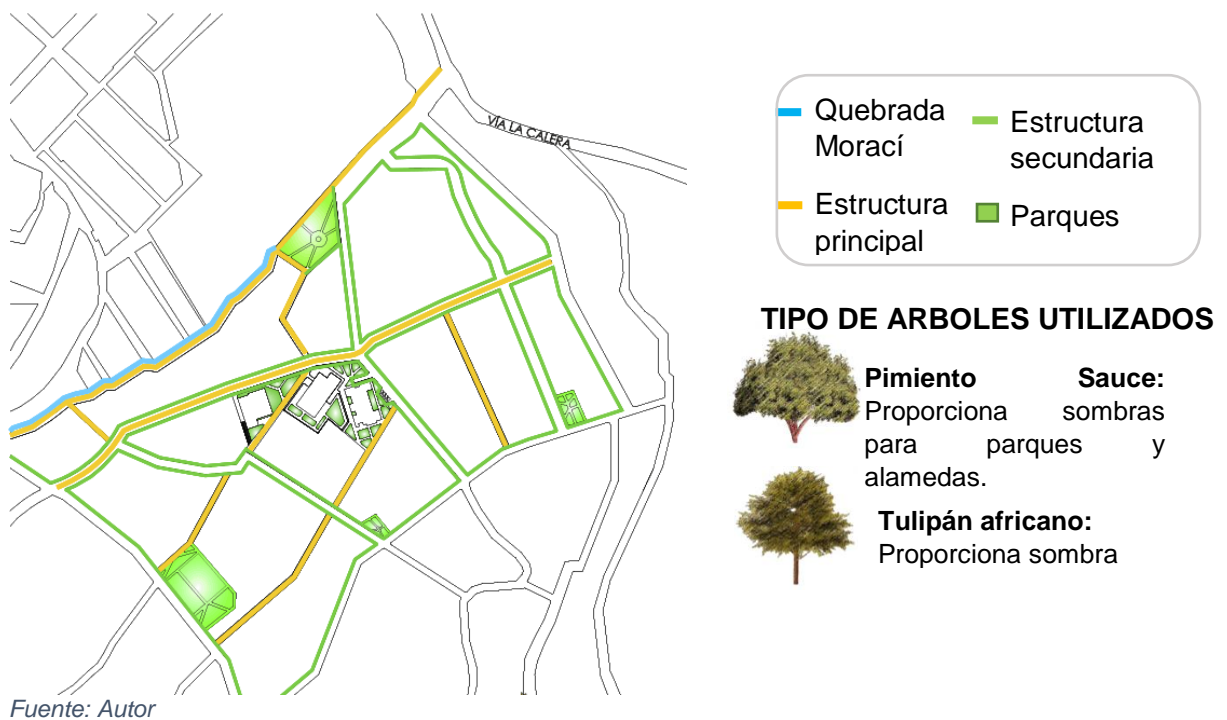 VÍA LA CALERA
Quebrada
Morací
Estructura
principal
Estructura
secundaria
Parques
TIPO DE ARBOLES UTILIZADOS
Pimiento Sauce:
Proporciona sombras
para parques y
alamedas.
Tulipán africano:
Proporciona sombra
Fuente: Autor